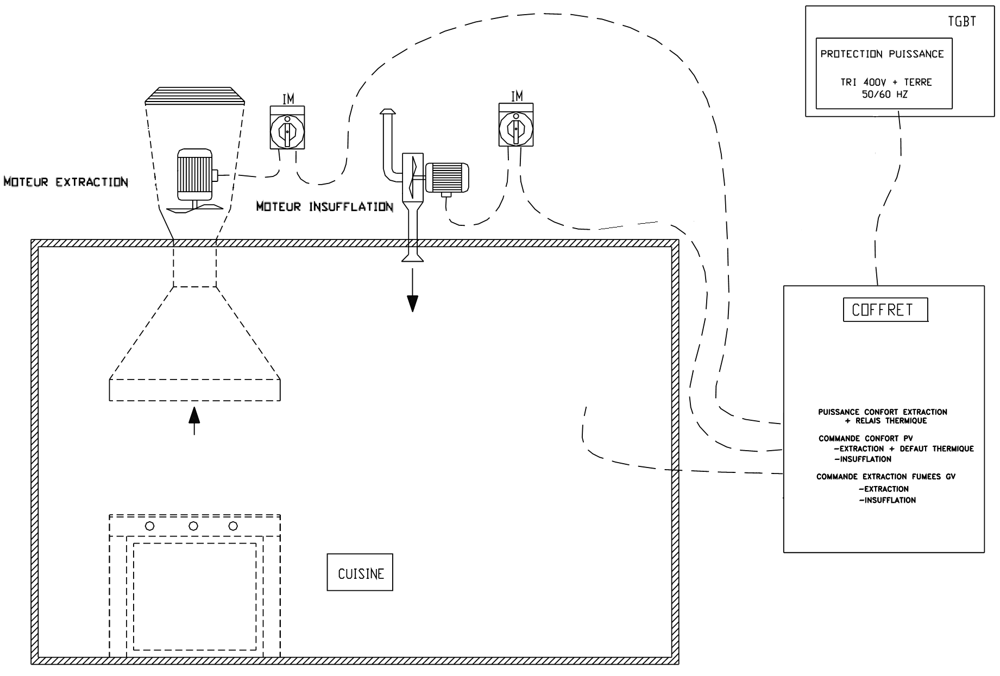 TGBT
PROTECTION PUISSANCE
TRI 400V + TERRE
50/60 HZ
IM
IM
MOTEUR EXTRACTION
MOTEUR INSUFFLATION
COFFRET
PUISSANCE CONFORT EXTRACTION
+ RELAIS THERMIQUE
COMMANDE CONFORT PV
-EXTRACTION + DEFAUT THERMIQUE
-INSUFFLATION
COMMANDE EXTRACTION FUMEES GV
-EXTRACTION
-INSUFFLATION
CUISINE